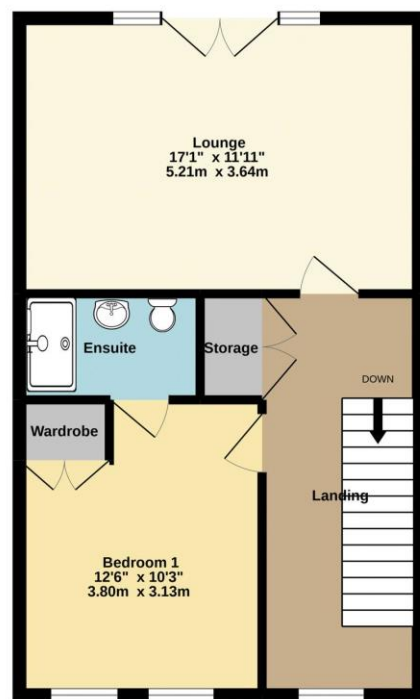 Lounge
17'1" x 11'11"
5.21m x 3.64m
Ensuite
Storage
DOWN
Wardrobe
Landing
Bedroom 1
12'6" x 10'3"
3.80m x 3.13m